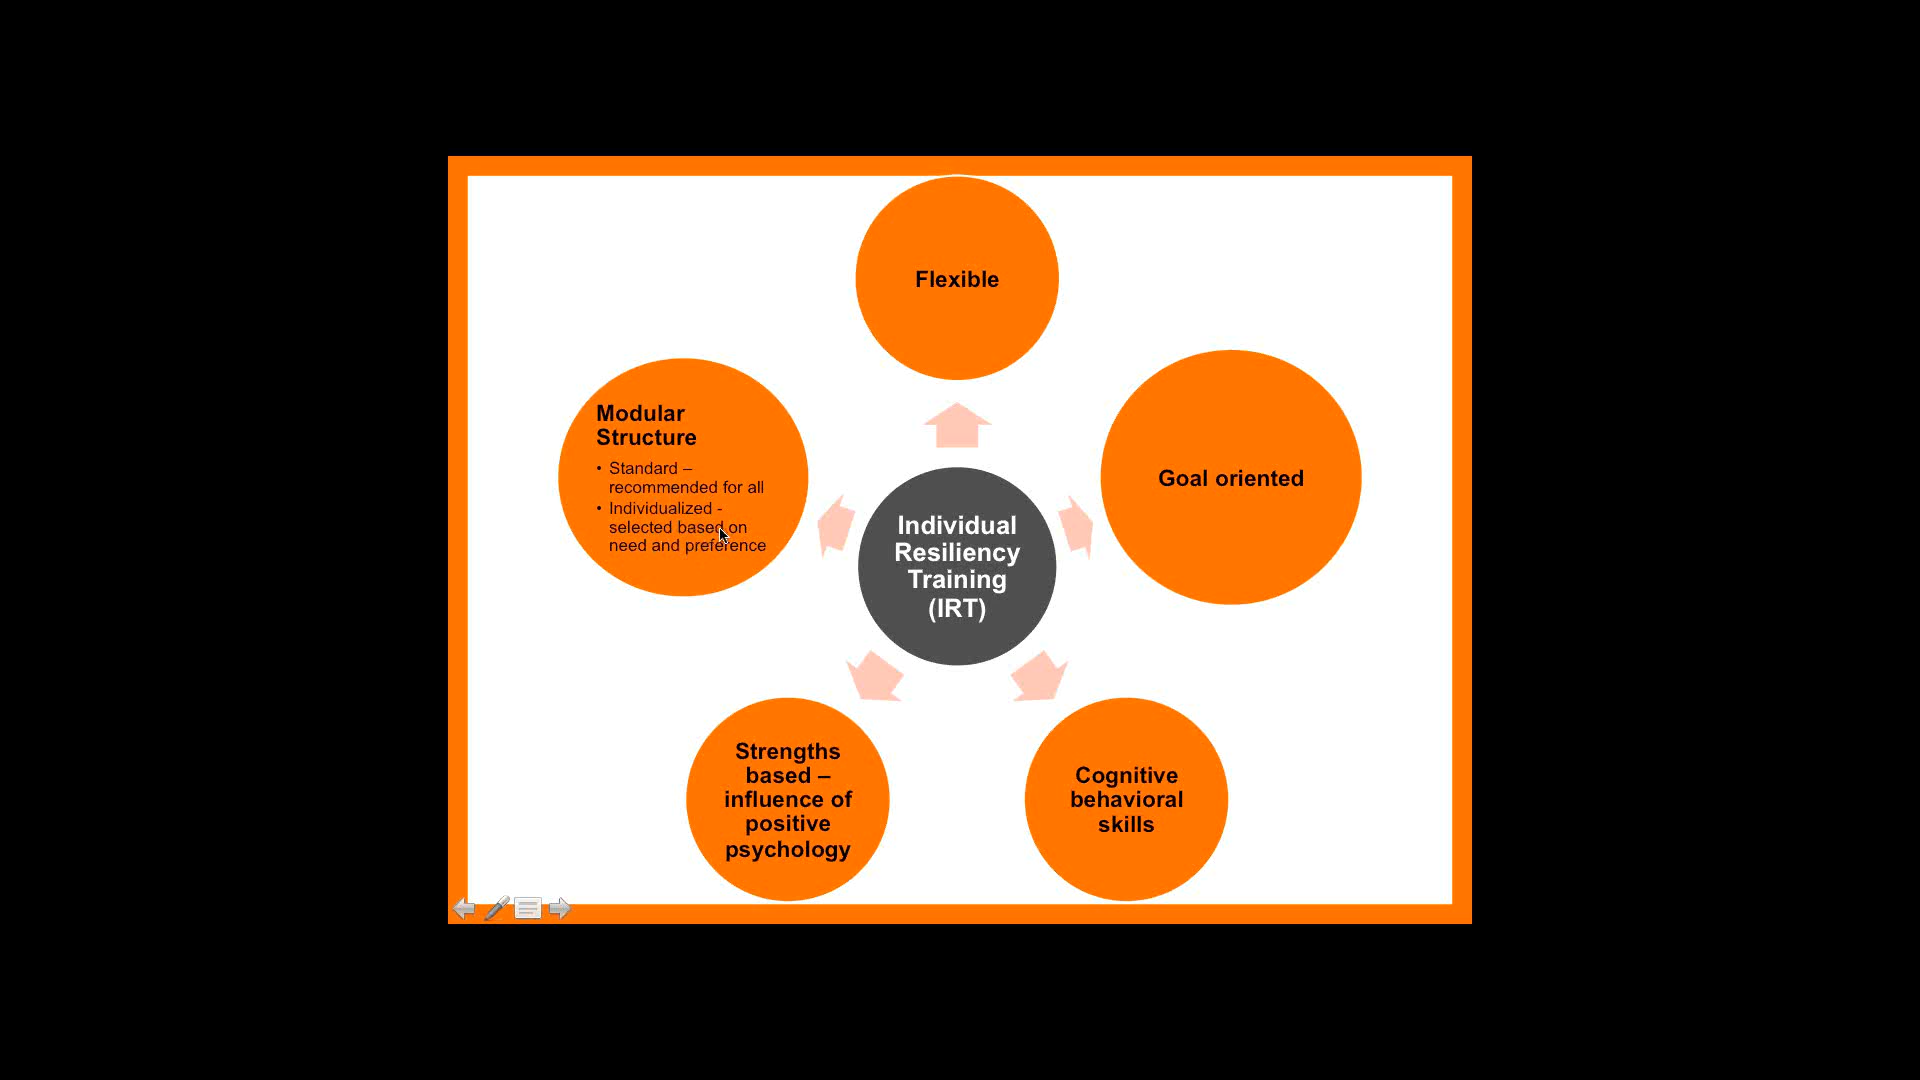 Flexible
Modular
Structure
• Standard –
recommended for all
• Individualized -
selected based on
need and preference
Goal oriented
Individual
Resiliency
Training
(IRT)
Strengths
based –
influence of
positive
psychology
Cognitive
behavioral
skills